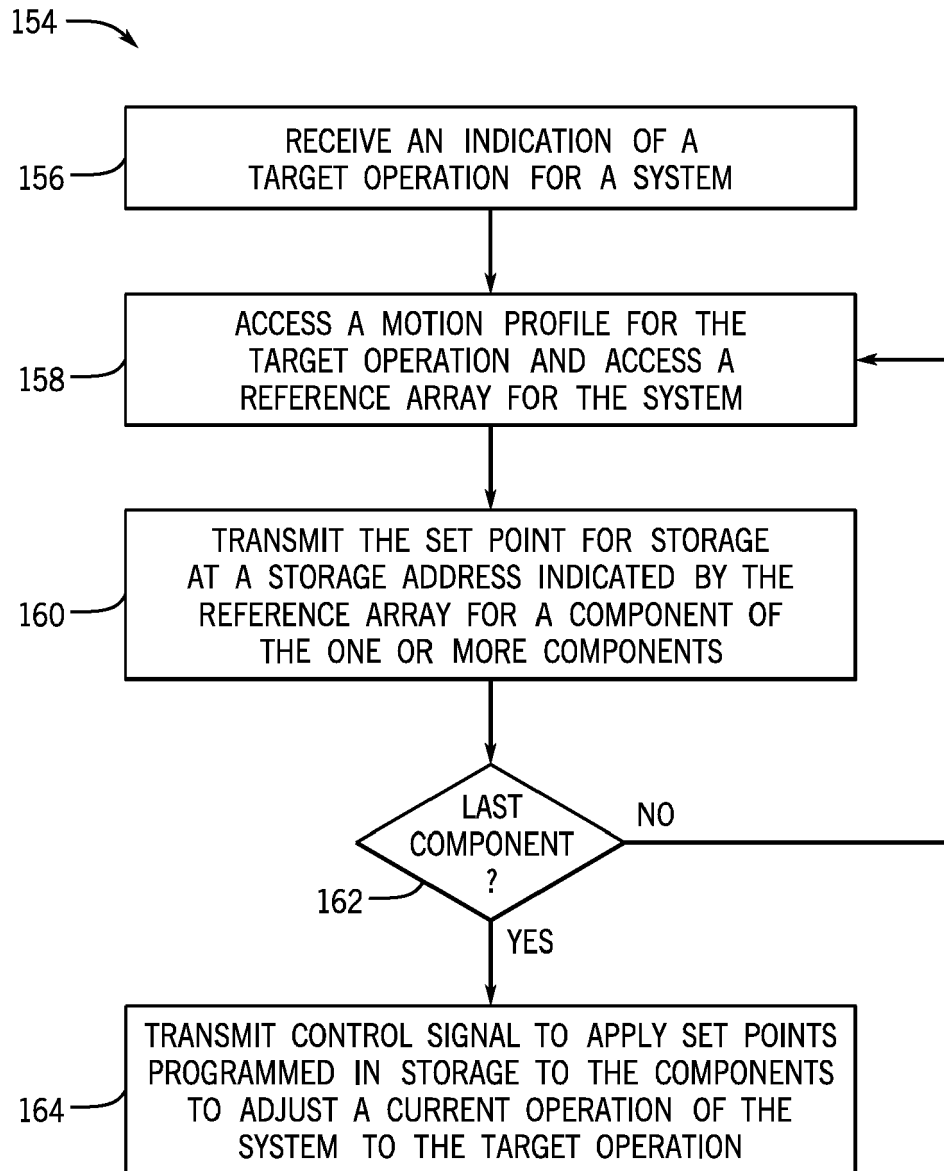 154
RECEIVE AN INDICATION OF A
TARGET OPERATION FOR A SYSTEM
156
ACCESS A MOTION PROFILE FOR THE
TARGET OPERATION AND ACCESS A
REFERENCE ARRAY FOR THE SYSTEM
158
TRANSMIT THE SET POINT FOR STORAGE
AT A STORAGE ADDRESS INDICATED BY THE
REFERENCE ARRAY FOR A COMPONENT OF
THE ONE OR MORE COMPONENTS
160
LAST
COMPONENT
?
NO
162
YES
TRANSMIT CONTROL SIGNAL TO APPLY SET POINTS
PROGRAMMED IN STORAGE TO THE COMPONENTS
TO ADJUST A CURRENT OPERATION OF THE
SYSTEM TO THE TARGET OPERATION
164